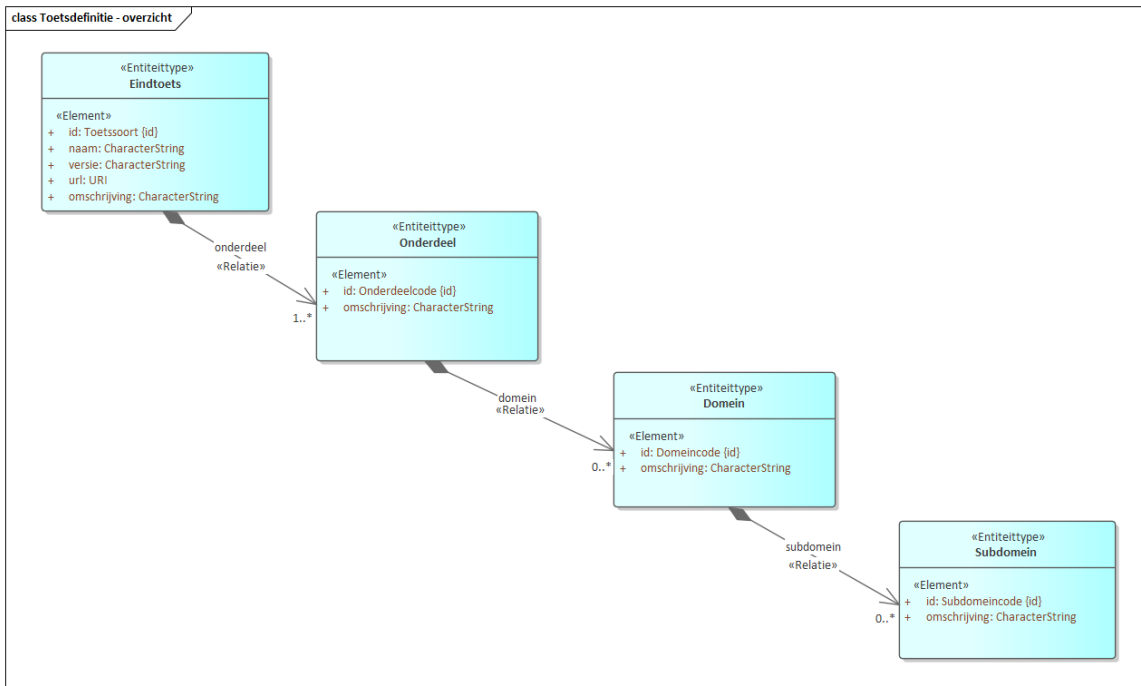 class Toetsdefinitie - overzicht
«Entiteittype»
Eindtoets
«Element»
+ id: Toetssoort {id}
+ naam: CharacterString
+ versie: CharacterString
+ url: URI
+ omschrijving: CharacterString
onderdeel
«Relatie»
1..*
«Entiteittype»
Onderdeel
«Element»
+ id: Onderdeelcode {id}
+ omschrijving: CharacterString
domein
«Relatie»
0..*
«Entiteittype»
Domein
«Element»
+ id: Domeincode {id}
+ omschrijving: CharacterString
subdomein
«Relatie»
0..*
«Entiteittype»
Subdomein
«Element»
+ id: Subdomeincode {id}
+ omschrijving: CharacterString